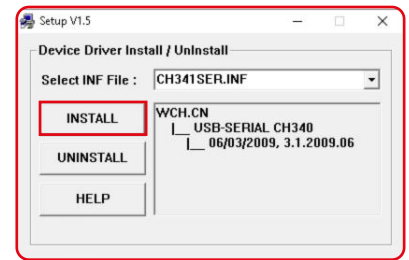 Setup V1.5
Device Driver Install / UnInstall
Select INF File :
CH341SER.INF
INSTALL
UNINSTALL
HELP
WCH.CN
|__ USB-SERIAL CH340
|__ 06/03/2009, 3.1.2009.06